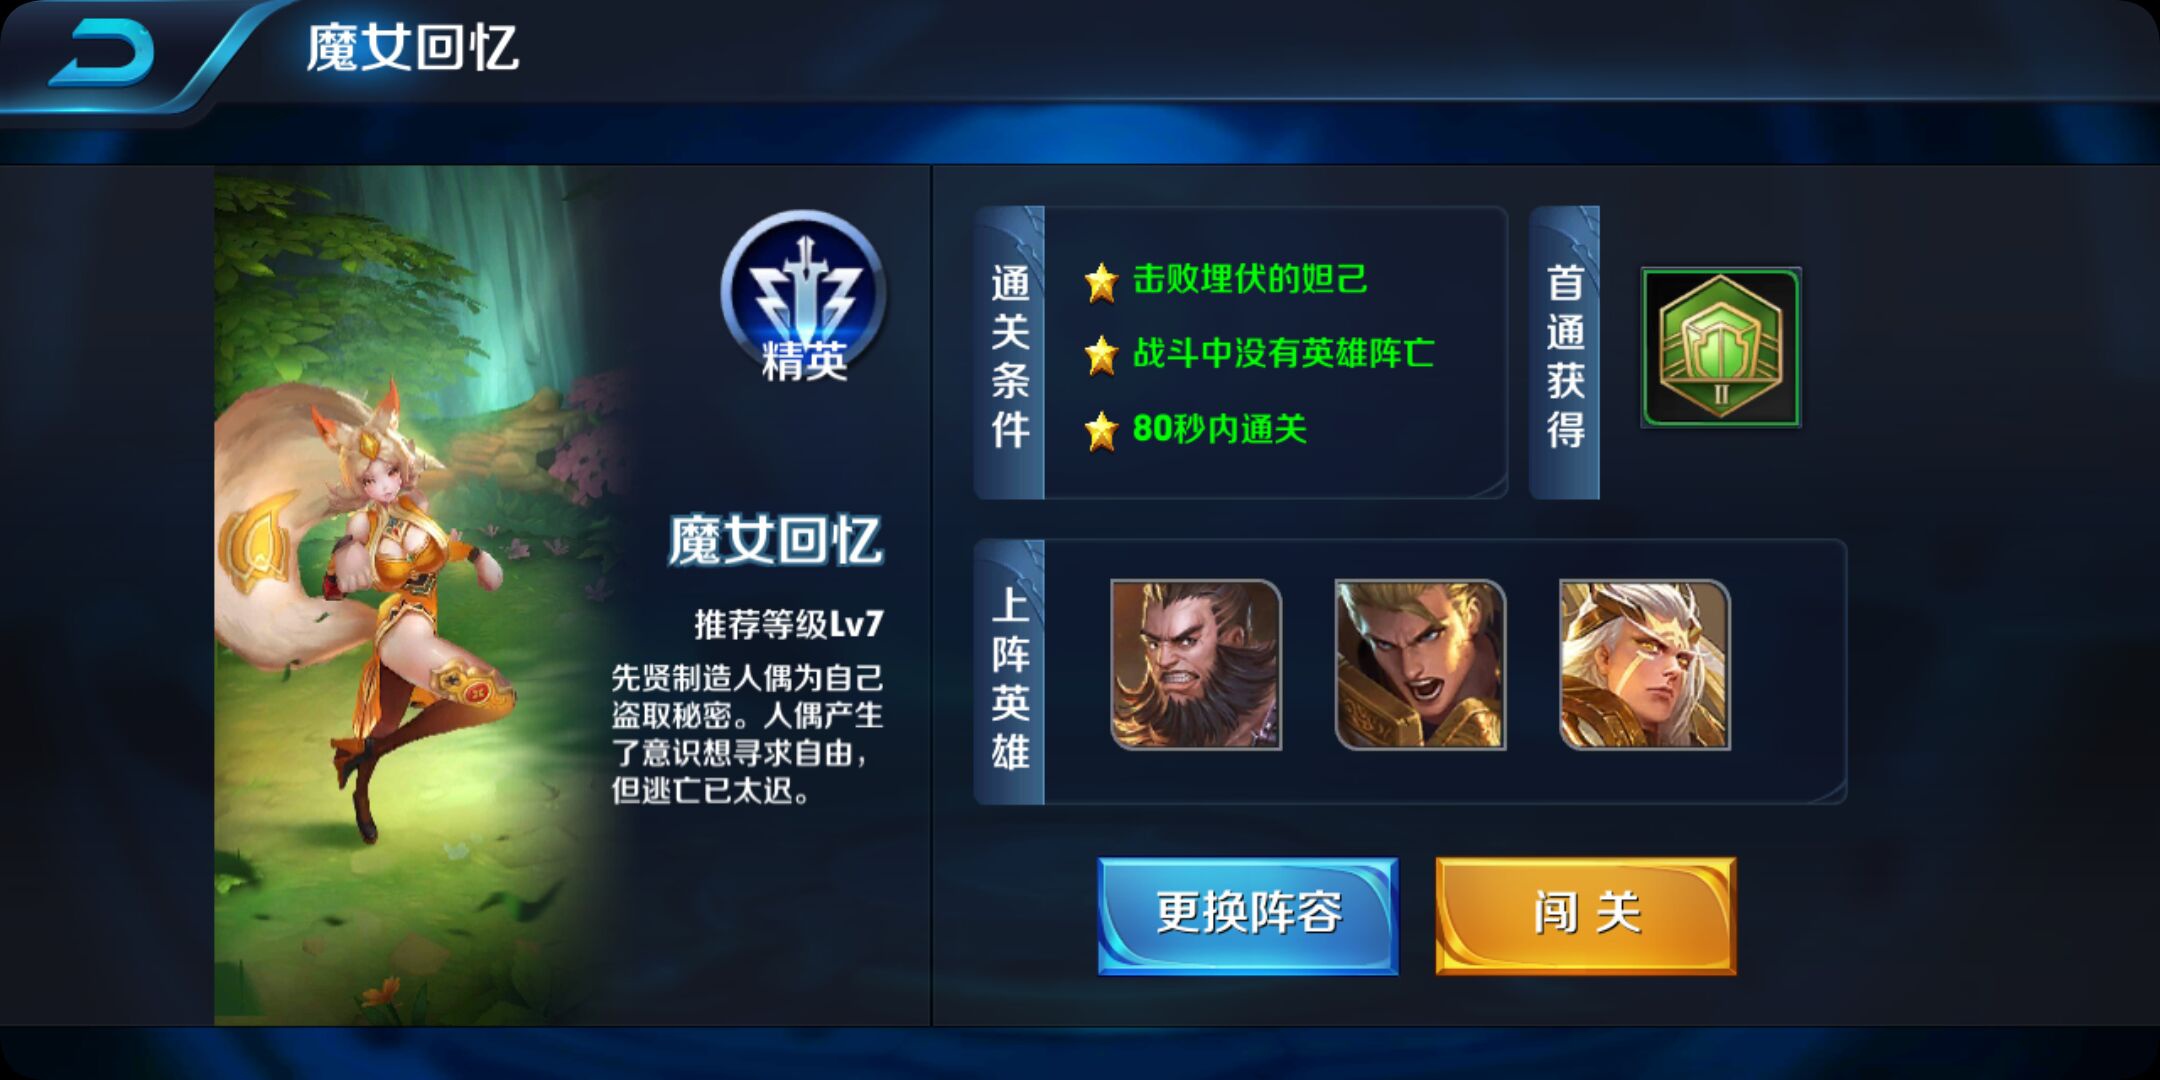 魔女回忆
精英
魔女回忆
推荐等级Lv7
先贤制造人偶为自己
盗取秘密。人偶产生
了意识想寻求自由，
但逃亡已太迟。
通关条件
击败埋伏的妲己
战斗中没有英雄阵亡
80秒内通关
首通获得
II
上阵英雄
更换阵容
闯关